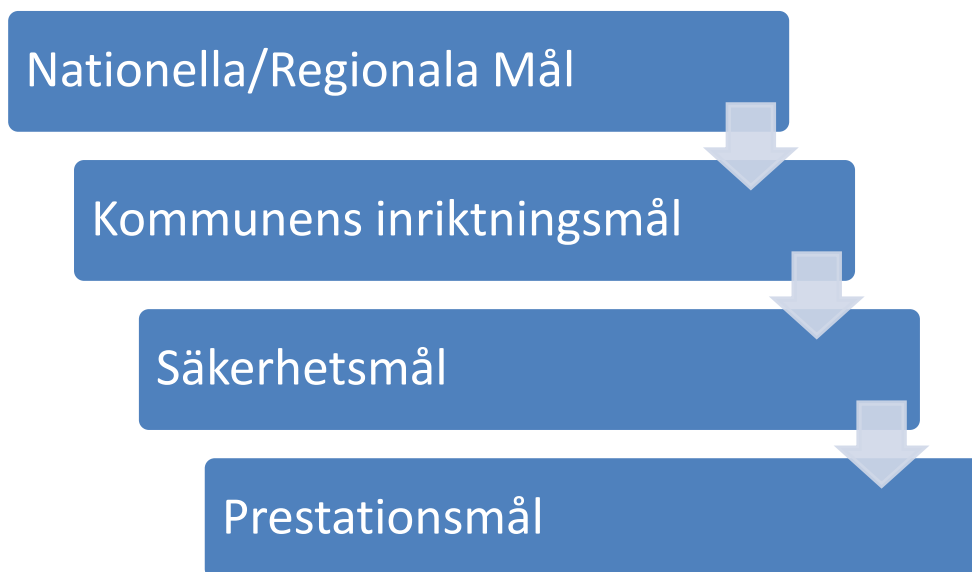 Nationella/Regionala Mål
Kommunens inriktningsmål
Säkerhetsmål
Prestationsmål